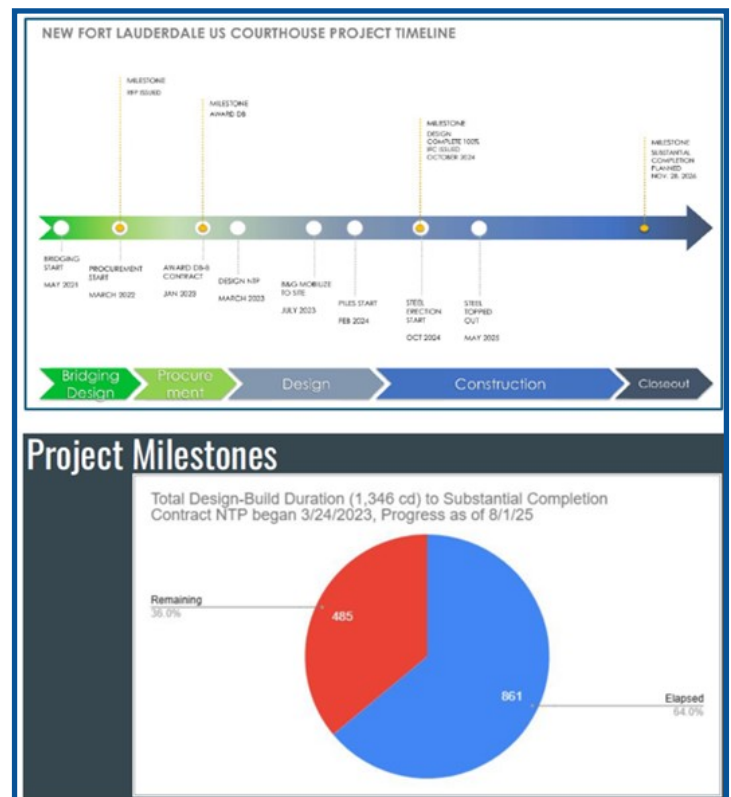 NEW FORT LAUDERDALE US COURTHOUSE PROJECT TIMELINE
MILESTONE
RFP ISSUED
MILESTONE
AWARD DB
MILESTONE
DESIGN
COMPLETE 100%
IFC ISSUED
OCTOBER 2024
MILESTONE
SUBSTANTIAL
COMPLETION
PLANNED
NOV. 28, 2026
BRIDGING
START
MAY 2021
PROCUREMENT
START
MARCH 2022
AWARD DB-B
CONTRACT
JAN 2023
DESIGN NTP
MARCH 2023
B&G MOBILIZE
TO SITE
JULY 2023
PILES START
FEB 2024
STEEL
ERECTION
START
OCT 2024
STEEL
TOPPED
OUT
MAY 2025
Bridging
Design
Procure
ment
Design
Construction
Closeout
Project Milestones
Total Design-Build Duration (1,346 cd) to Substantial Completion
Contract NTP began 3/24/2023, Progress as of 8/1/25
Remaining
36.0%
485
861
Elapsed
64.0%